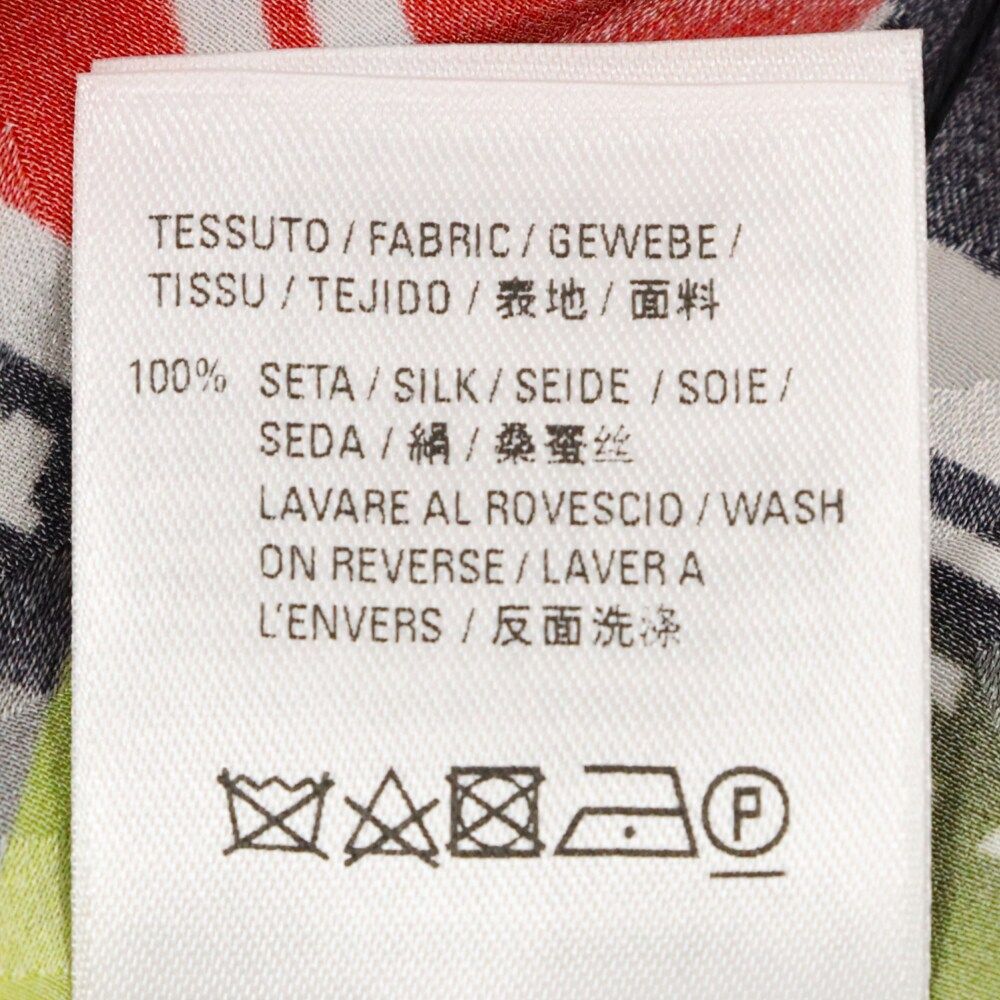 TESSUTO / FABRIC / GEWEBE /
TISSU / TEJIDO / 表地 / 面料
100% SETA / SILK / SEIDE / SOIE /
SEDA / 絹 / 桑蚕丝
LAVARE AL ROVESCIO / WASH
ON REVERSE / LAVER A
L'ENVERS / 反面洗涤
P